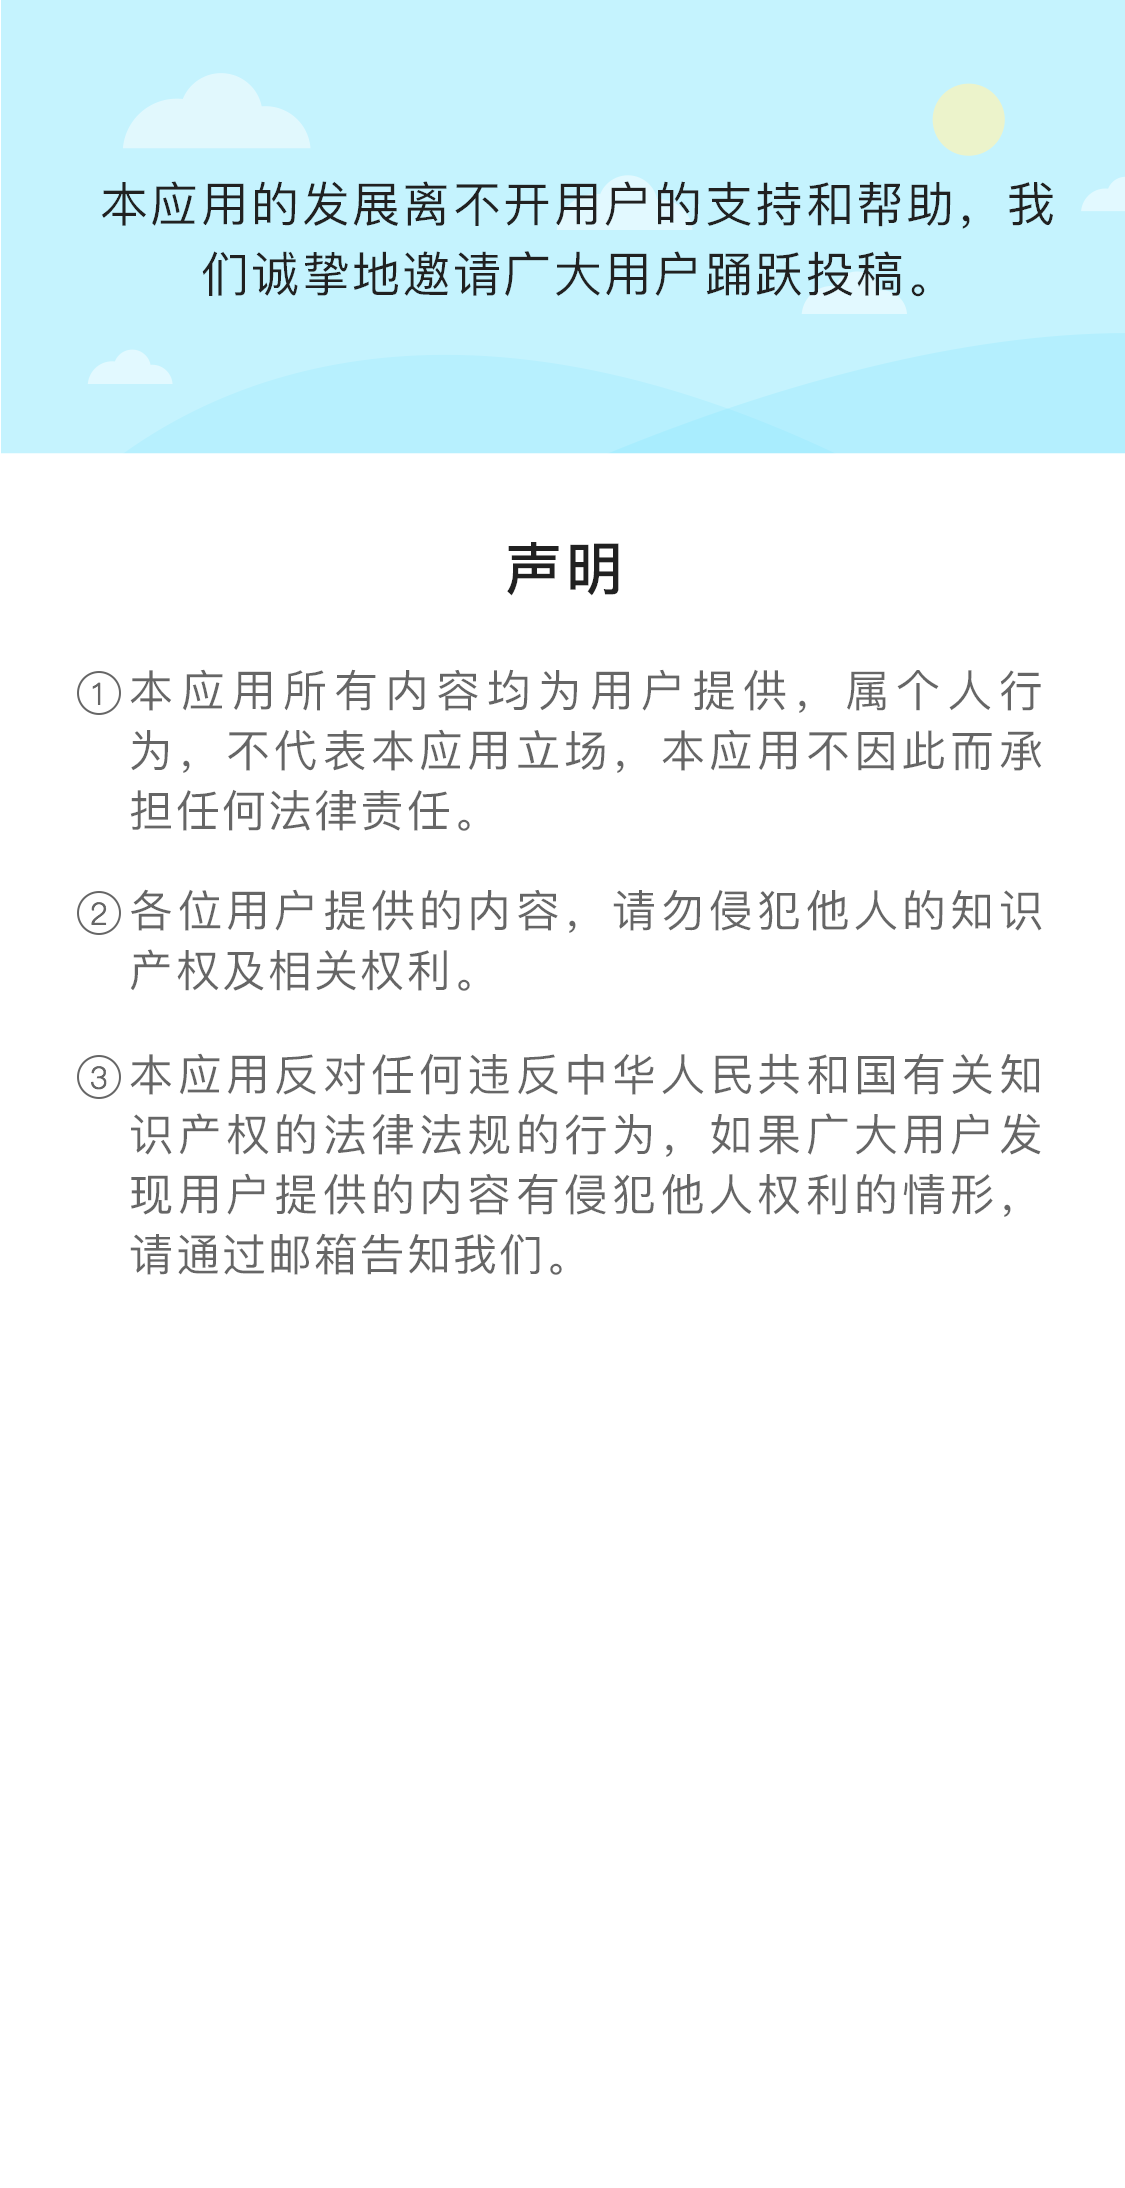 本应用的发展离不开用户的支持和帮助，我
们诚挚地邀请广大用户踊跃投稿。
声明
①本应用所有内容均为用户提供，属个人行
为，不代表本应用立场，本应用不因此而承
担任何法律责任。
②各位用户提供的内容，请勿侵犯他人的知识
产权及相关权利。
③本应用反对任何违反中华人民共和国有关知
识产权的法律法规的行为，如果广大用户发
现用户提供的内容有侵犯他人权利的情形，
请通过邮箱告知我们。